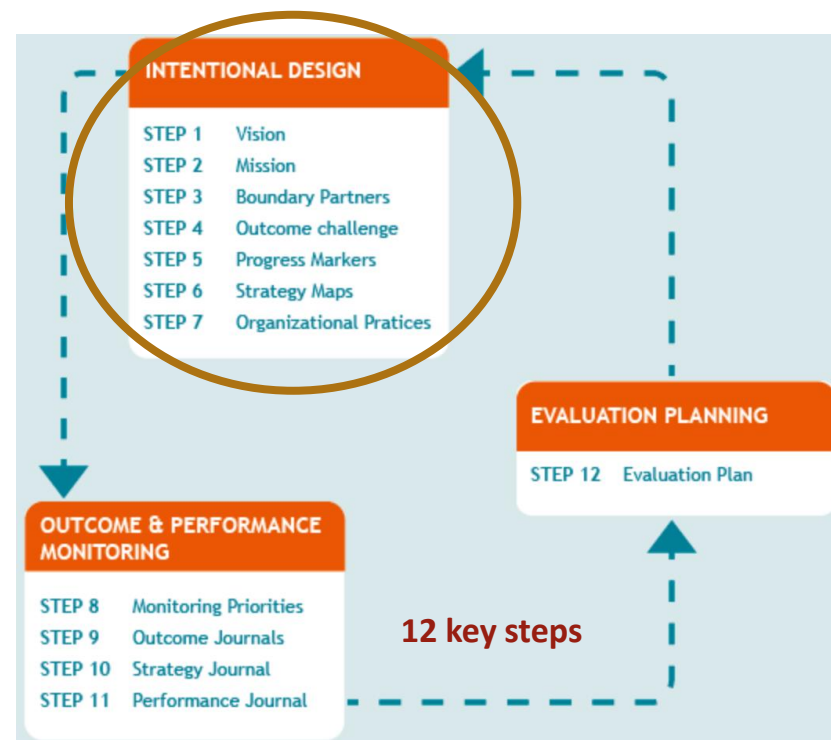 INTENTIONAL DESIGN
STEP 1 Vision
STEP 2 Mission
STEP 3 Boundary Partners
STEP 4 Outcome challenge
STEP 5 Progress Markers
STEP 6 Strategy Maps
STEP 7 Organizational Pratices
EVALUATION PLANNING
STEP 12 Evaluation Plan
OUTCOME & PERFORMANCE
MONITORING
STEP 8 Monitoring Priorities
STEP 9 Outcome Journals
STEP 10 Strategy Journal
STEP 11 Performance Journal
12 key steps